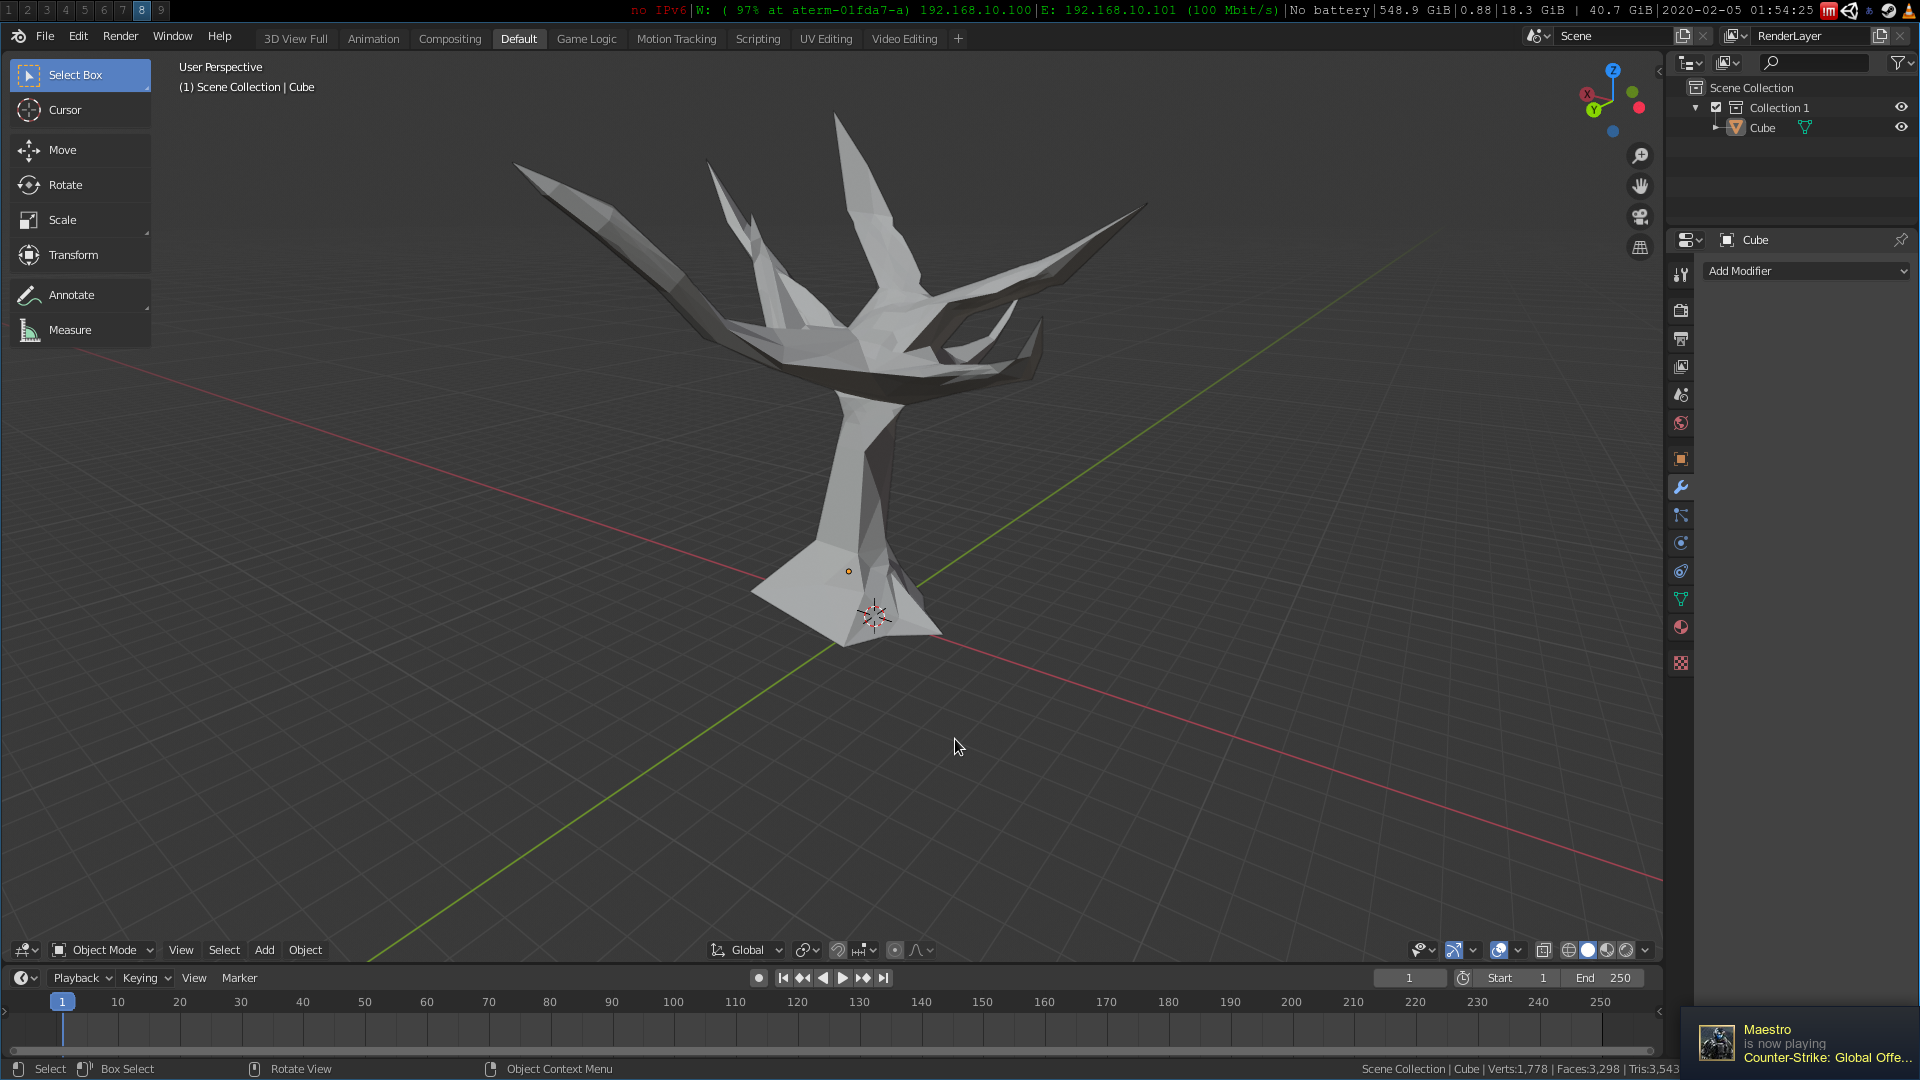 1 2 3 4 5 6 7 8 9
no IPv6|W: ( 97% at aterm-01fda7-a) 192.168.10.100|E: 192.168.10.101 (100 Mbit/s)|No battery|548.9 GiB|0.88|18.3 GiB | 40.7 GiB|2020-02-05 01:54:25
File Edit Render Window Help
3D View Full Animation Compositing Default Game Logic Motion Tracking Scripting UV Editing Video Editing +
Scene
RenderLayer
Select Box
Cursor
Move
Rotate
Scale
Transform
Annotate
Measure
User Perspective
(1) Scene Collection | Cube
Z
X
Y
Scene Collection
Collection 1
Cube
Cube
Add Modifier
Object Mode View Select Add Object
Global
Playback Keying View Marker
1 Start 1 End 250
1 10 20 30 40 50 60 70 80 90 100 110 120 130 140 150 160 170 180 190 200 210 220 230 240 250
Select Box Select Rotate View Object Context Menu
Scene Collection | Cube | Verts:1,778 | Faces:3,298 | Tris:3,543
Maestro
is now playing
Counter-Strike: Global Offe...